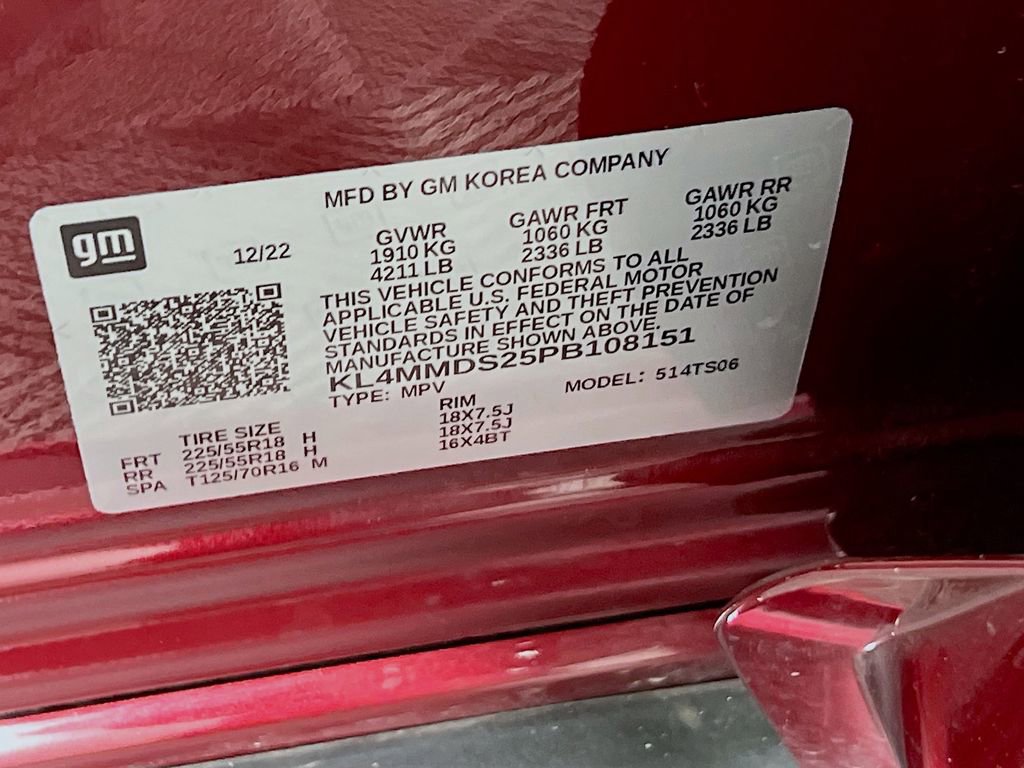 MFD BY GM KOREA COMPANY
gm
12/22
GVWR
1910 KG
4211 LB
GAWR FRT
1060 KG
2336 LB
GAWR RR
1060 KG
2336 LB
THIS VEHICLE CONFORMS TO ALL
APPLICABLE U.S. FEDERAL MOTOR
VEHICLE SAFETY AND THEFT PREVENTION
STANDARDS IN EFFECT ON THE DATE OF
MANUFACTURE SHOWN ABOVE.
KL4MMDS25PB108151
TYPE: MPV MODEL: 514TS06
TIRE SIZE RIM
FRT 225/55R18 H 18X7.5J
RR 225/55R18 H 18X7.5J
SPA T125/70R16 M 16X4BT